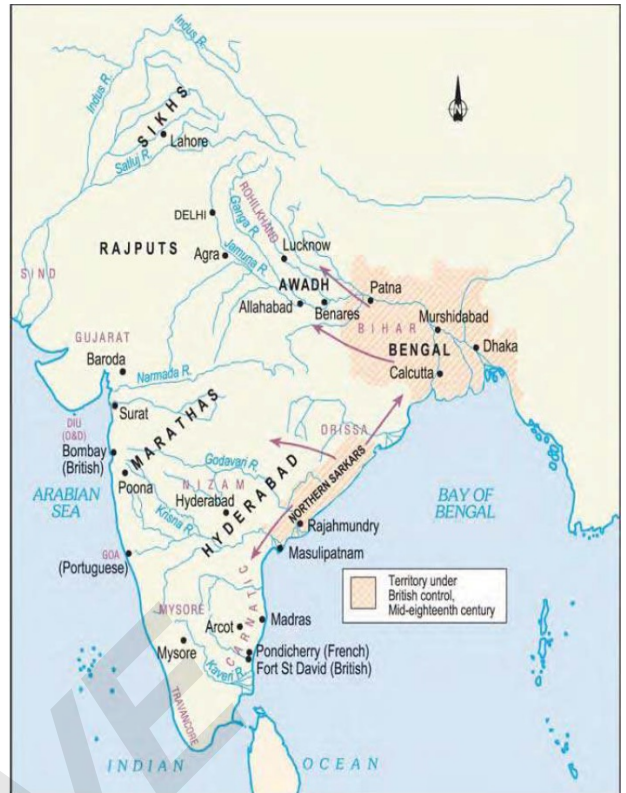 Indus R.
Indus R.
SIKHS
Lahore
Satluj R.
N
DELHI
ROHILKHAND
Ganga R.
RAJPUTS
Lucknow
Agra
Jamuna R.
SIND
AWADH
Patna
Allahabad
Benares
BIHAR
Murshidabad
GUJARAT
BENGAL
Dhaka
Baroda
Calcutta
Narmada R.
Surat
DIU
(O&D)
MARATHAS
ORISSA
Bombay
(British)
Godavari R.
NORTHERN SARKARS
Poona
NIZAM
Hyderabad
HYDERABAD
ARABIAN
SEA
BAY OF
BENGAL
Krisna R.
Rajahmundry
Masulipatnam
GOA
(Portuguese)
Territory under
British control,
Mid-eighteenth century
CARNATIC
MYSORE
Arcot
Madras
Mysore
Pondicherry (French)
Fort St David (British)
Kaveri R.
TRAVANCORE
INDIAN OCEAN